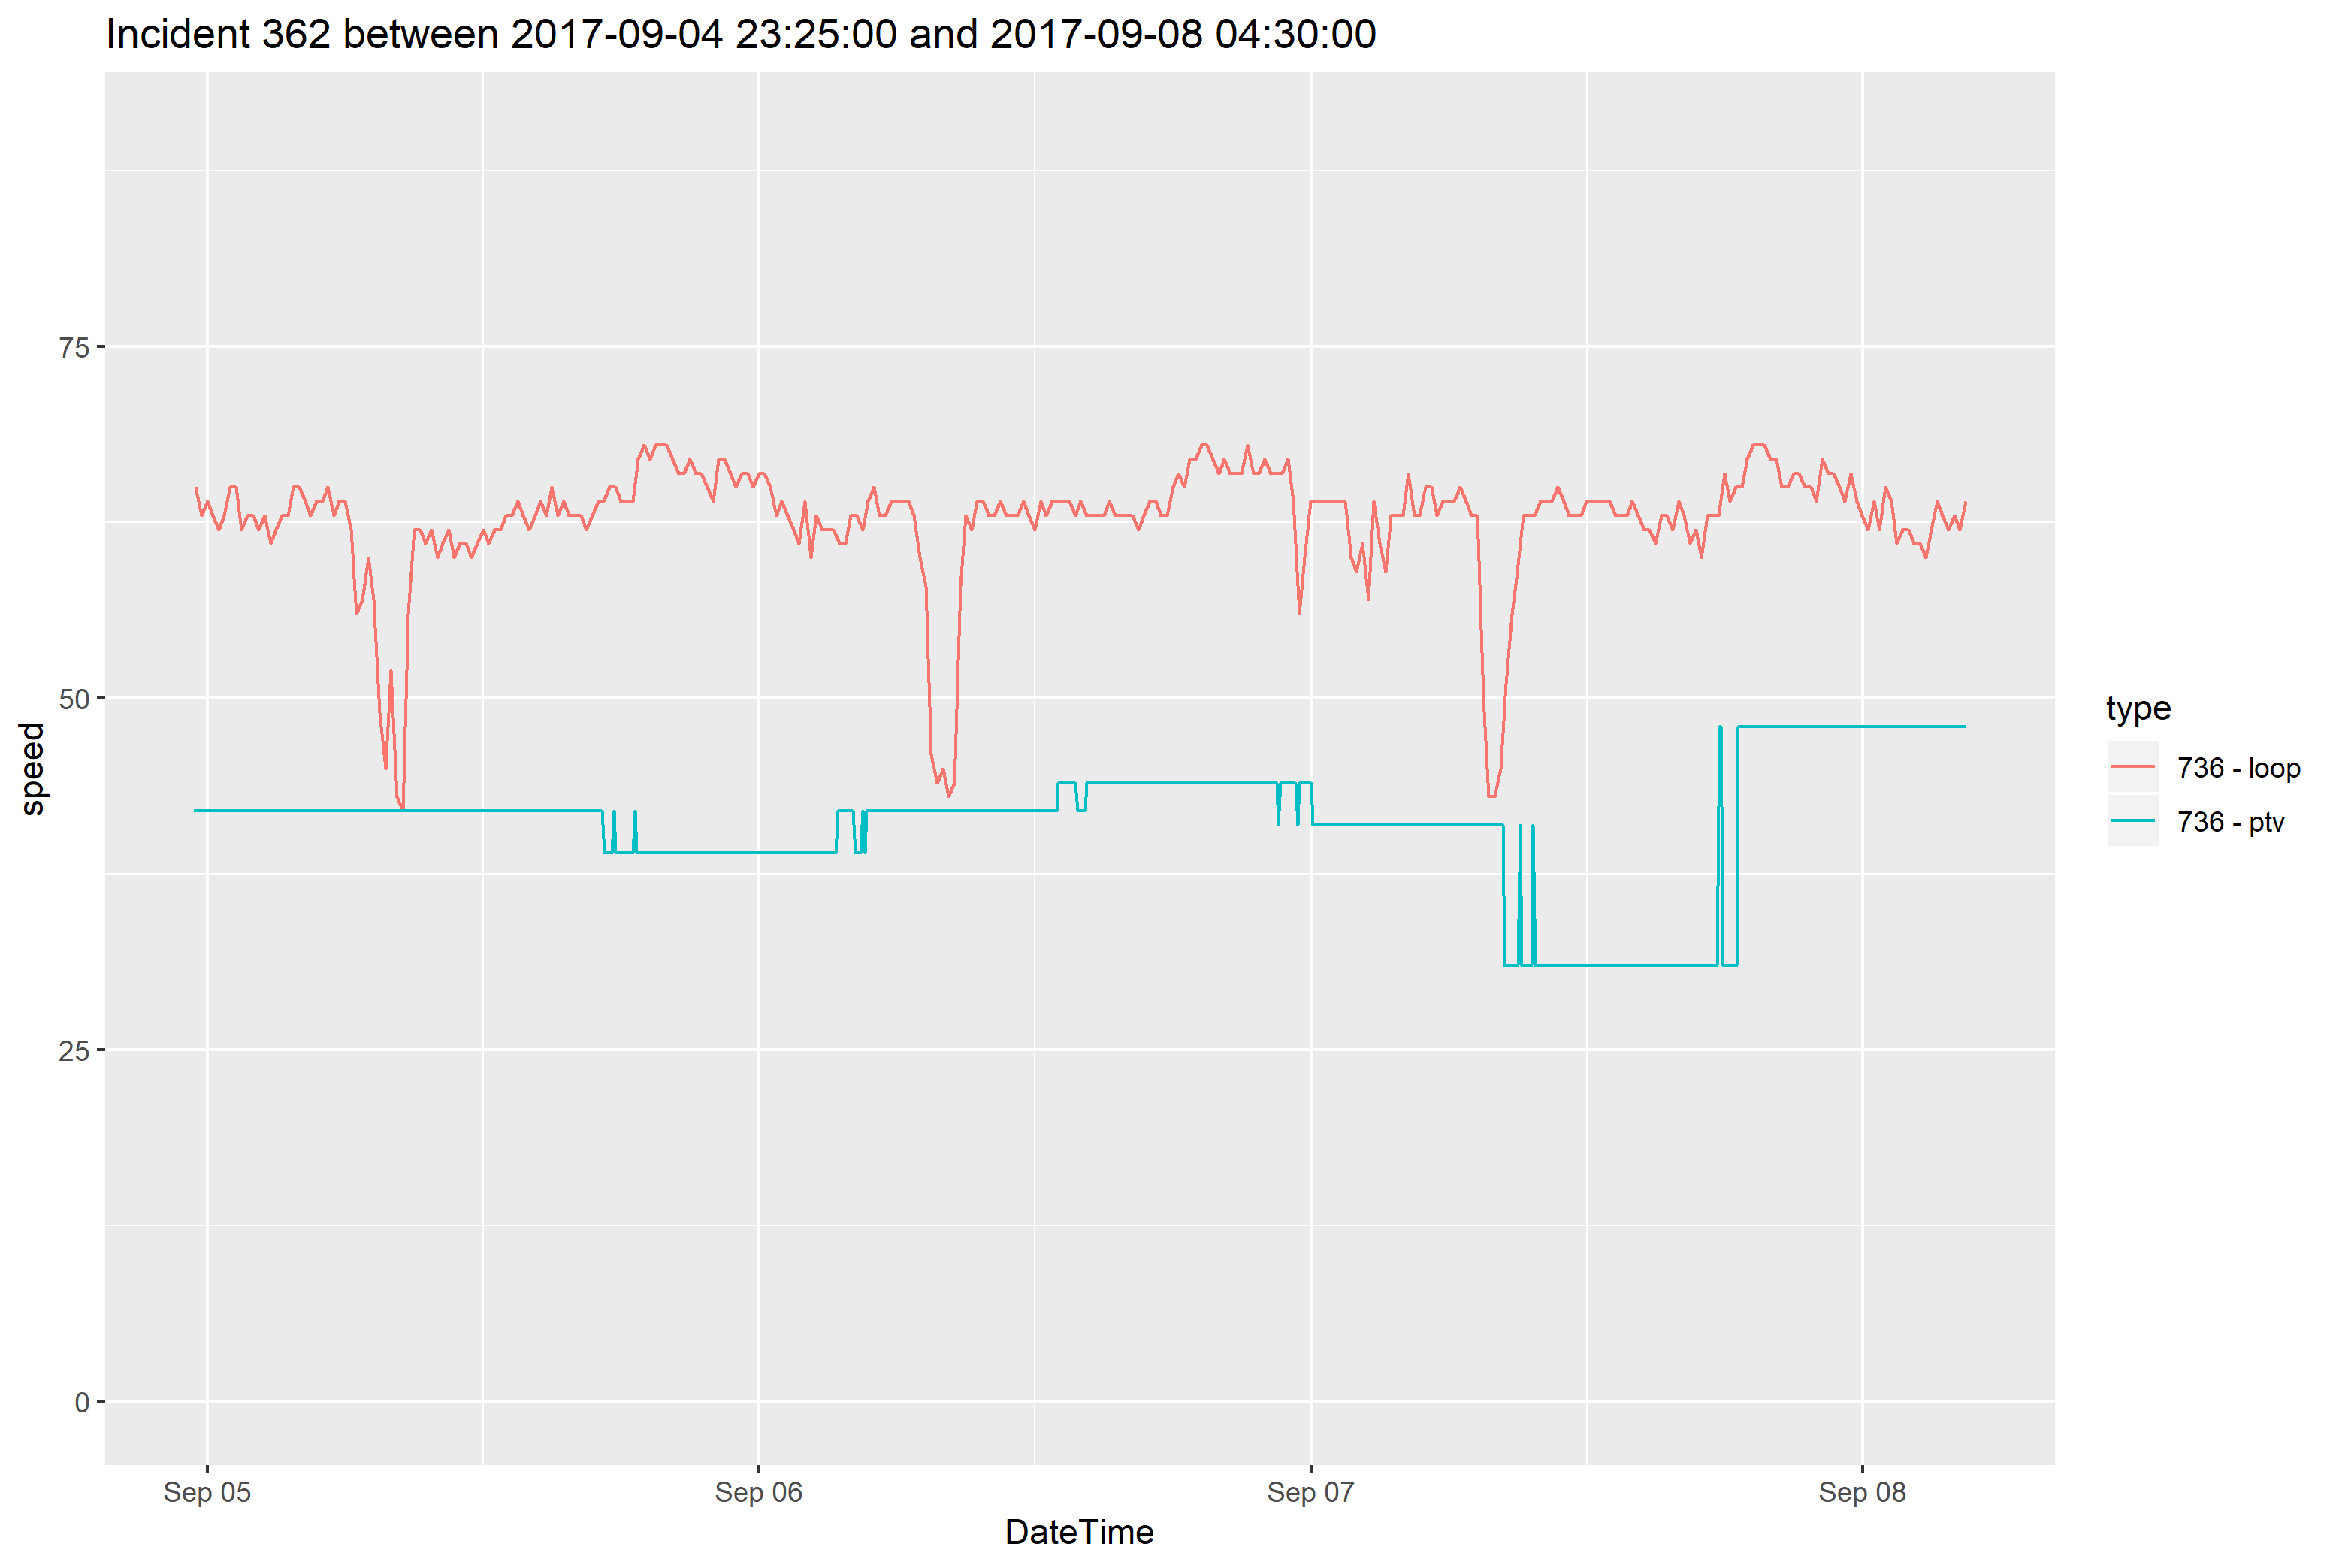 Incident 362 between 2017-09-04 23:25:00 and 2017-09-08 04:30:00
75
50
25
0
speed
Sep 05
Sep 06
Sep 07
Sep 08
DateTime
type
736 - loop
736 - ptv